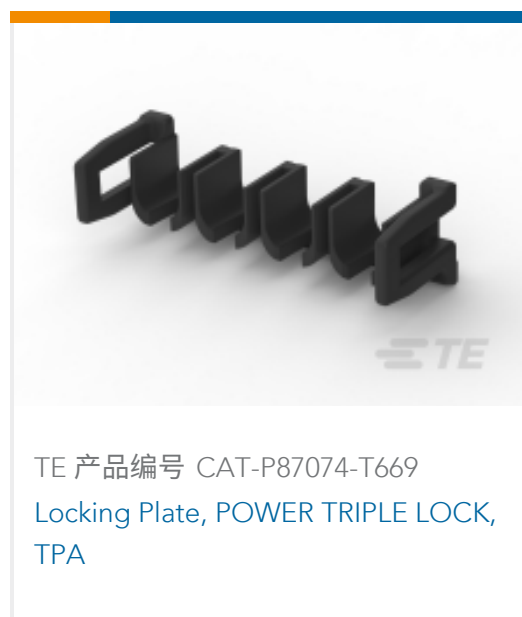 TE
TE 产品编号 CAT-P87074-T669
Locking Plate, POWER TRIPLE LOCK,
TPA